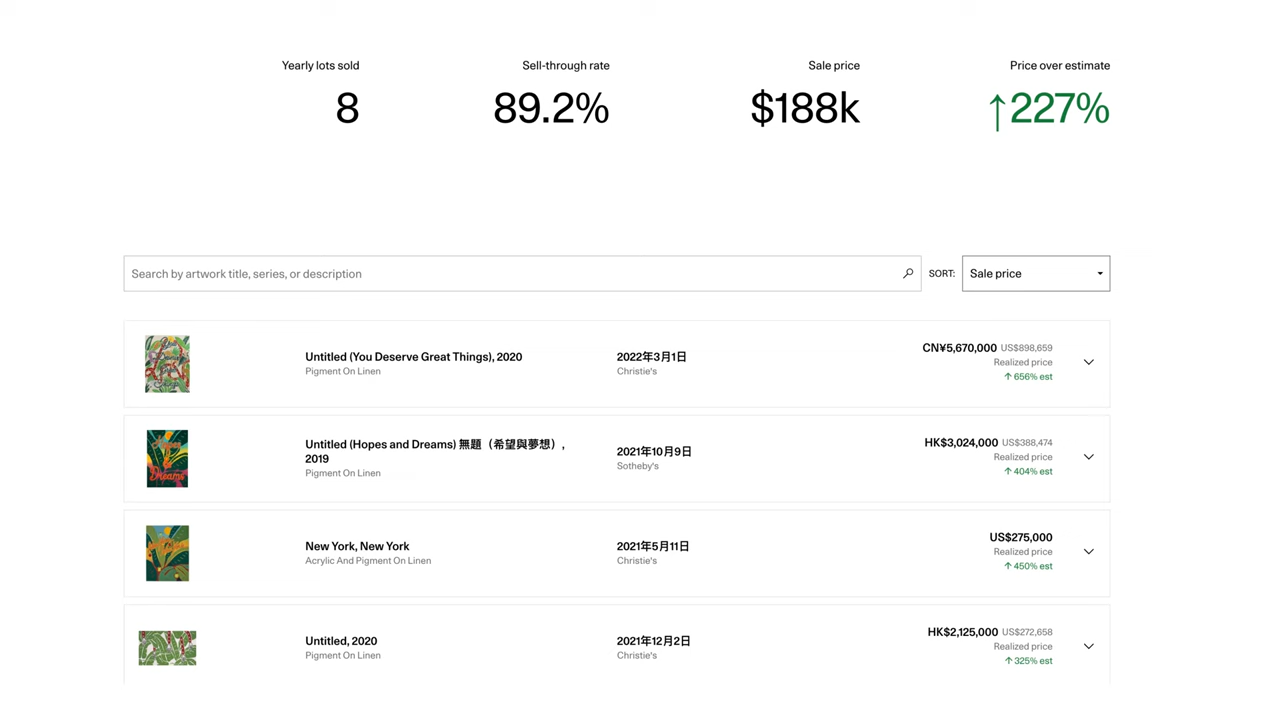 Yearly lots sold
Sell-through rate
Sale price
Price over estimate
8
89.2%
$188k
↑227%
Search by artwork title, series, or description
SORT:
Sale price
Untitled (You Deserve Great Things), 2020
Pigment On Linen
2022年3月1日
Christie's
CN¥5,670,000 US$898,659
Realized price
↑ 656% est
Untitled (Hopes and Dreams) 無題（希望與夢想）,
2019
Pigment On Linen
2021年10月9日
Sotheby's
HK$3,024,000 US$388,474
Realized price
↑ 404% est
Hopes
&
Dreams
New York, New York
Acrylic And Pigment On Linen
2021年5月11日
Christie's
US$275,000
Realized price
↑ 450% est
Untitled, 2020
Pigment On Linen
2021年12月2日
Christie's
HK$2,125,000 US$272,658
Realized price
↑ 325% est